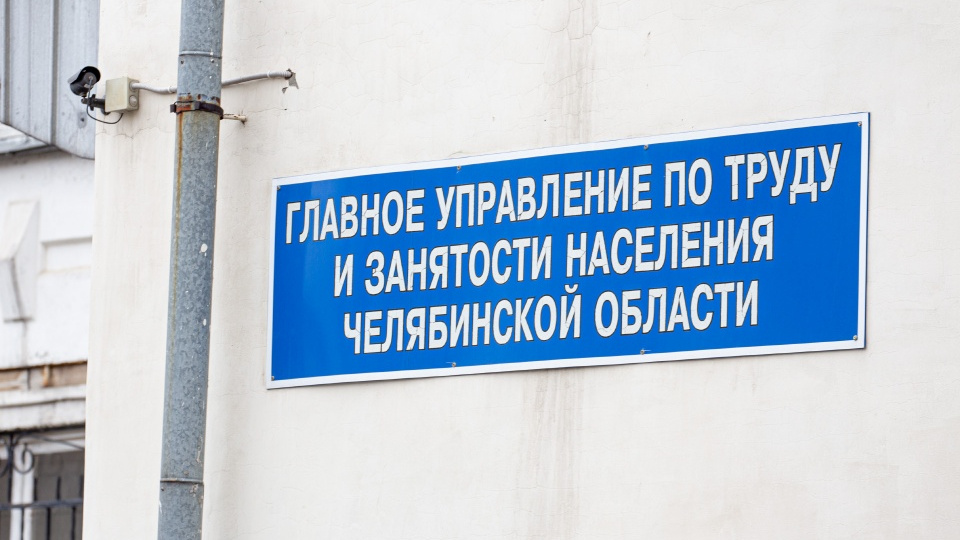 ГЛАВНОЕ УПРАВЛЕНИЕ ПО ТРУДУ
И ЗАНЯТОСТИ НАСЕЛЕНИЯ
ЧЕЛЯБИНСКОЙ ОБЛАСТИ